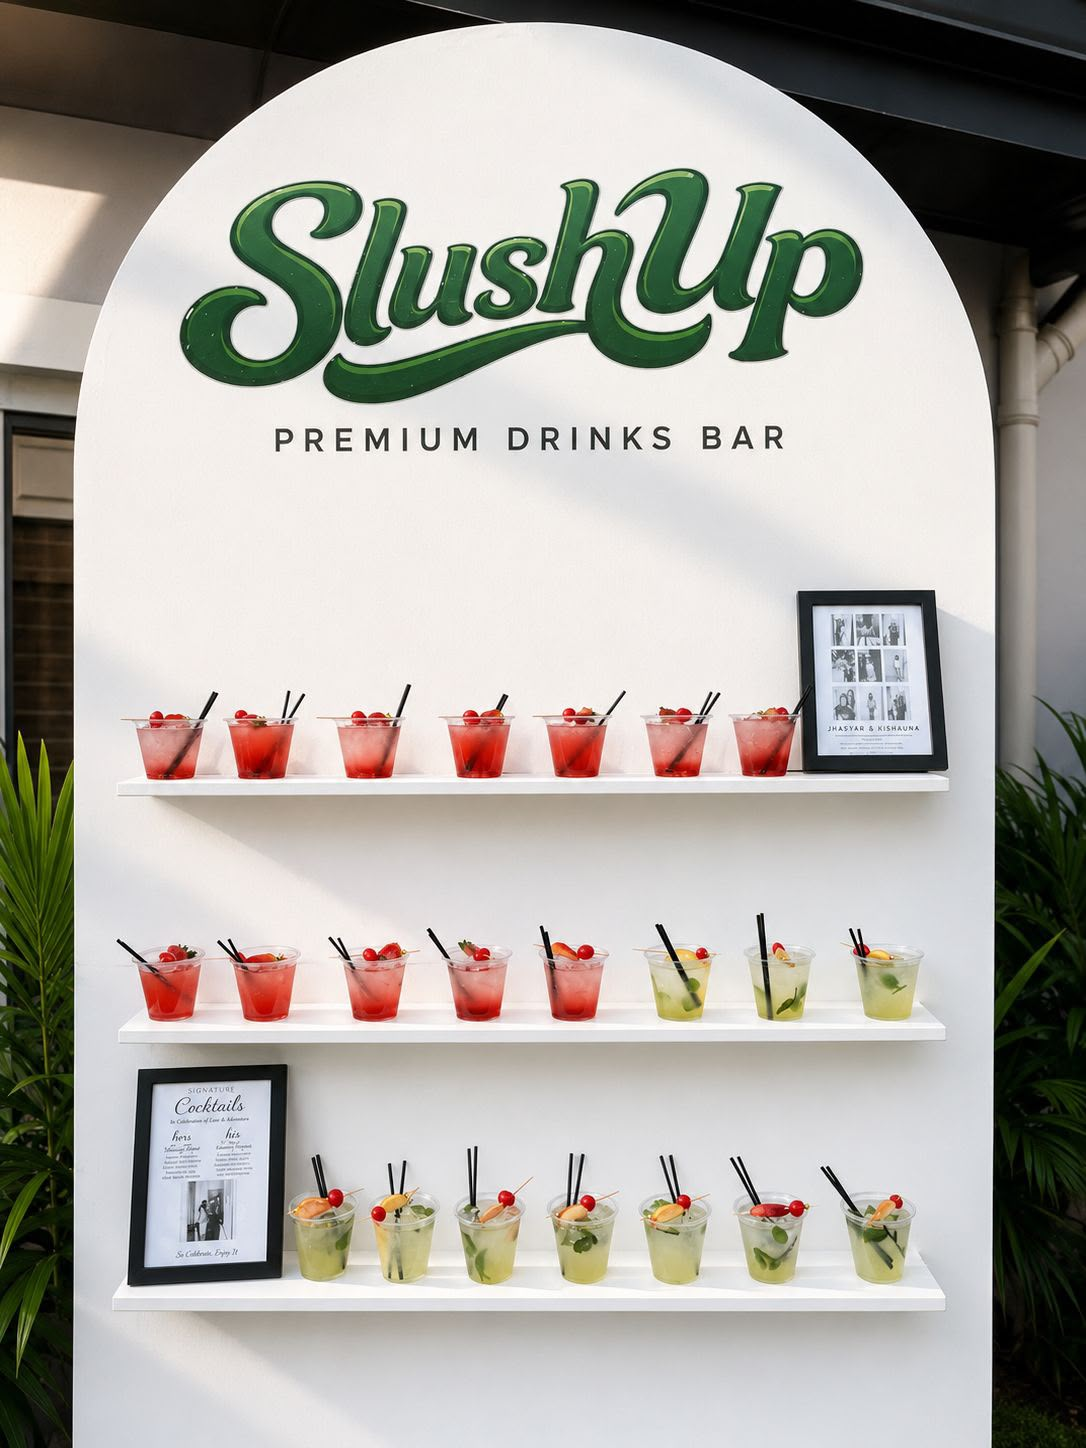 SlushUp
PREMIUM DRINKS BAR
JHASYAR & KISHAUNA
SIGNATURE
Cocktails
In Celebration of Love & Adventure
hers
his
So Celebrate, Enjoy It